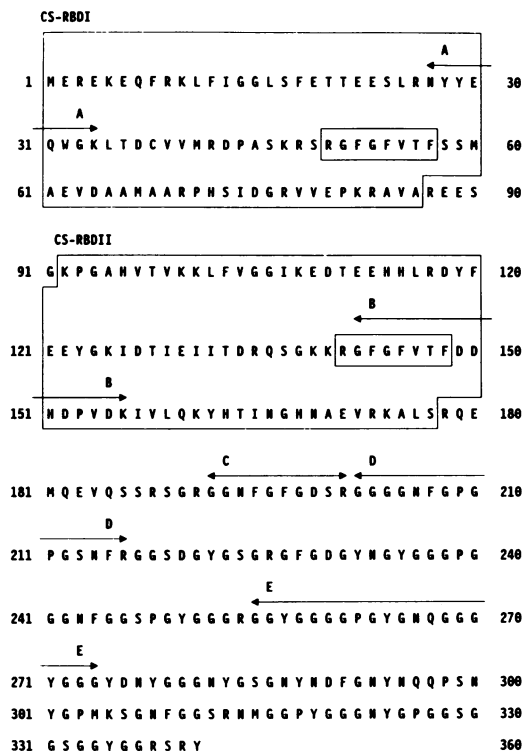 CS-RBDI
A
1 M E R E K E Q F R K L F I G G L S F E T T E E S L R N Y Y E 30
A
31 Q W G K L T D C V V M R D P A S K R S R G F G F V T F S S M 60
61 A E V D A A M A A R P H S I D G R V V E P K R A V A R E E S 90
CS-RBDII
91 G K P G A H V T V K K L F V G G I K E D T E E H H L R D Y F 120
B
121 E E Y G K I D T I E I I T D R Q S G K K R G F G F V T F D D 150
B
151 H D P V D K I V L Q K Y H T I N G H N A E V R K A L S R Q E 180
C D
181 M Q E V Q S S R S G R G G N F G F G D S R G G G G N F G P G 210
D
211 P G S N F R G G S D G Y G S G R G F G D G Y N G Y G G G P G 240
E
241 G G N F G G S P G Y G G G R G G Y G G G G P G Y G N Q G G G 270
E
271 Y G G G Y D N Y G G G N Y G S G N Y N D F G N Y N Q Q P S N 300
301 Y G P M K S G N F G G S R N M G G P Y G G G N Y G P G G S G 330
331 G S G G Y G G R S R Y 360